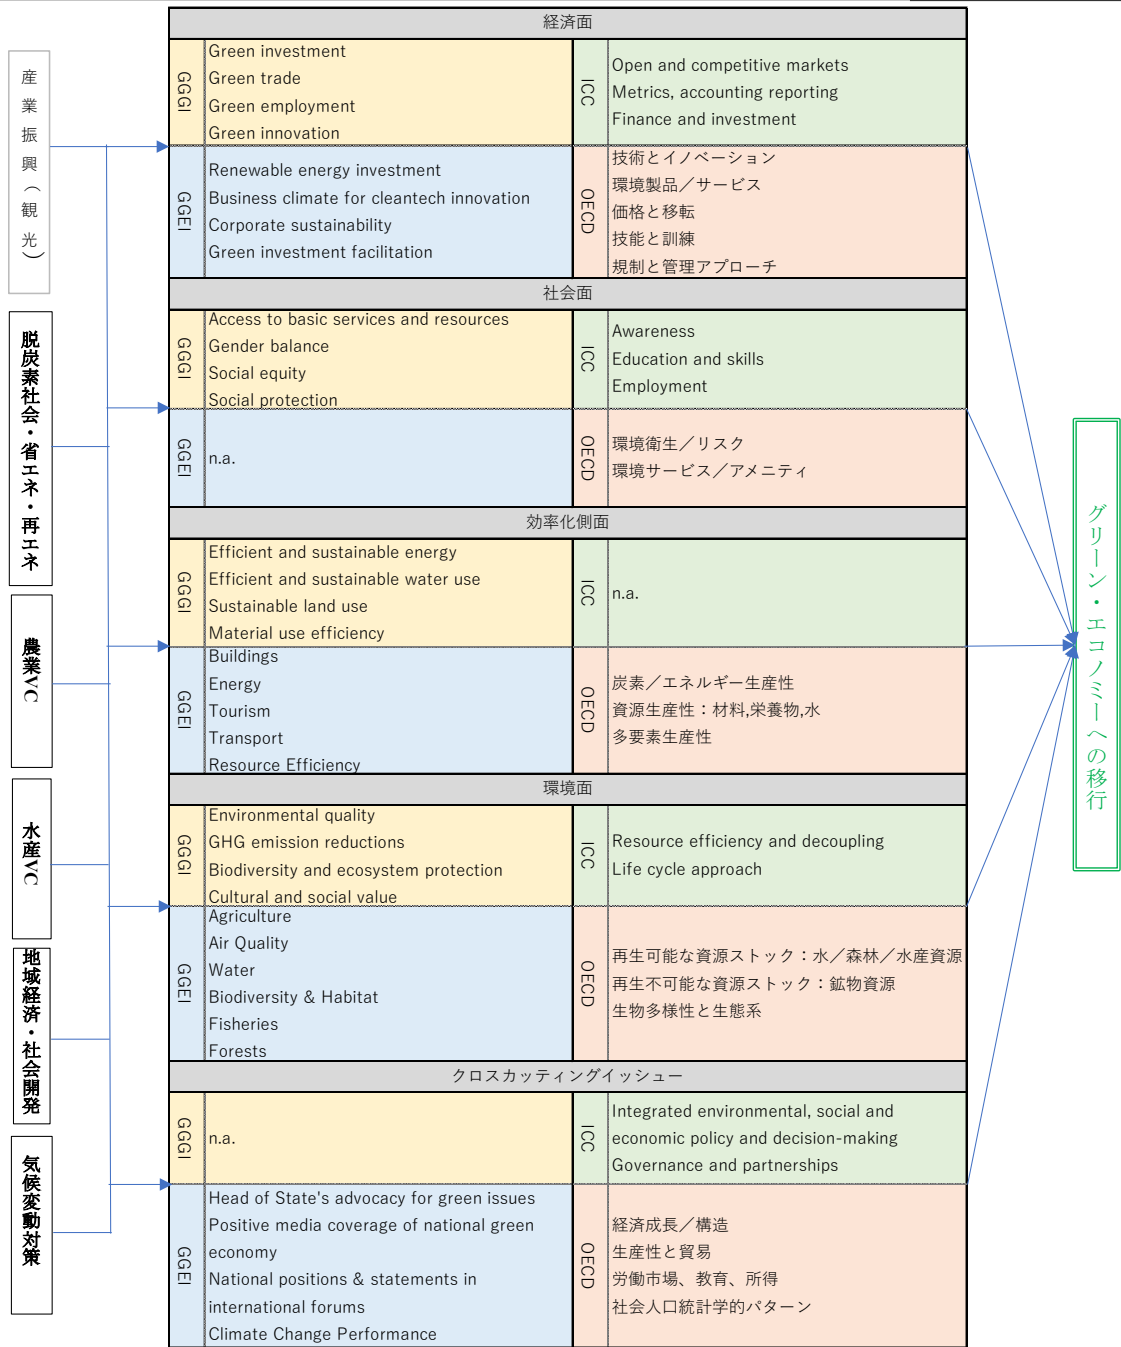 産業振興（観光）
脱炭素社会・省エネ・再エネ
農業VC
水産VC
地域経済・社会開発
気候変動対策
経済面
GGGI
Green investment
Green trade
Green employment
Green innovation
ICC
Open and competitive markets
Metrics, accounting reporting
Finance and investment
GGEI
Renewable energy investment
Business climate for cleantech innovation
Corporate sustainability
Green investment facilitation
OECD
技術とイノベーション
環境製品／サービス
価格と移転
技能と訓練
規制と管理アプローチ
社会面
GGGI
Access to basic services and resources
Gender balance
Social equity
Social protection
ICC
Awareness
Education and skills
Employment
GGEI
n.a.
OECD
環境衛生／リスク
環境サービス／アメニティ
効率化側面
GGGI
Efficient and sustainable energy
Efficient and sustainable water use
Sustainable land use
Material use efficiency
ICC
n.a.
GGEI
Buildings
Energy
Tourism
Transport
Resource Efficiency
OECD
炭素／エネルギー生産性
資源生産性：材料,栄養物,水
多要素生産性
環境面
GGGI
Environmental quality
GHG emission reductions
Biodiversity and ecosystem protection
Cultural and social value
ICC
Resource efficiency and decoupling
Life cycle approach
GGEI
Agriculture
Air Quality
Water
Biodiversity & Habitat
Fisheries
Forests
OECD
再生可能な資源ストック：水／森林／水産資源
再生不可能な資源ストック：鉱物資源
生物多様性と生態系
クロスカッティングイッシュー
GGGI
n.a.
ICC
Integrated environmental, social and
economic policy and decision-making
Governance and partnerships
GGEI
Head of State's advocacy for green issues
Positive media coverage of national green
economy
National positions & statements in
international forums
Climate Change Performance
OECD
経済成長／構造
生産性と貿易
労働市場、教育、所得
社会人口統計学的パターン
グリーン・エコノミーへの移行